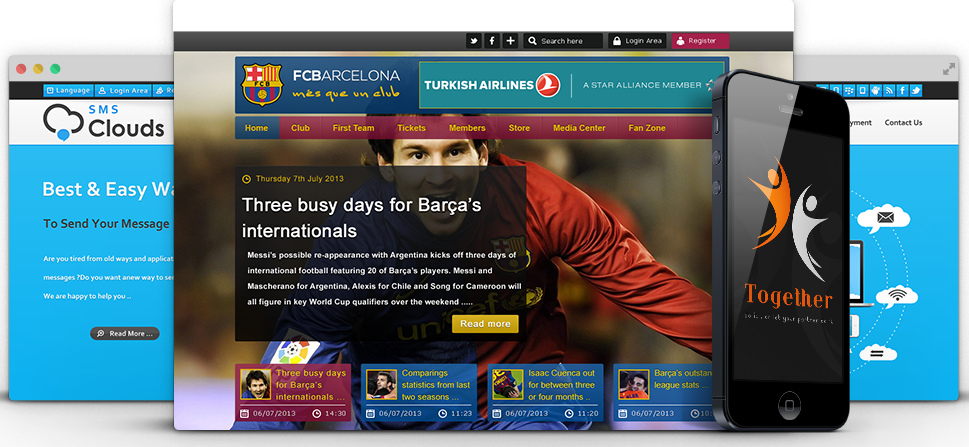 Search here
Login Area
Register
Language
Login Area
FCBARCELONA
més que un club
FCB
TURKISH AIRLINES
A STAR ALLIANCE MEMBER
SMS
Clouds
Contact Us
Home
Club
First Team
Tickets
Members
Store
Media Center
Fan Zone
Thursday 7th July 2013
Three busy days for Barça's
internationals
Messi's possible re-appearance with Argentina kicks off three days of
international football featuring 20 of Barça's players. Messi and
Mascherano for Argentina, Alexis for Chile and Song for Cameroon will
all figure in key World Cup qualifiers over the weekend .....
Read more
Best & Easy
To Send Your Message
Are you tired from old ways and
messages ?Do you want anew way to
We are happy to help you ..
Read More ...
unicef
Together
Three busy days
for Barça's
internationals ...
06/07/2013
14:30
Comparings
statistics from last
two seasons ...
06/07/2013
11:23
Isaac Cuenca out
for between three
or four months ..
06/07/2013
11:20
Barça's
league stats ..
06/07/2013